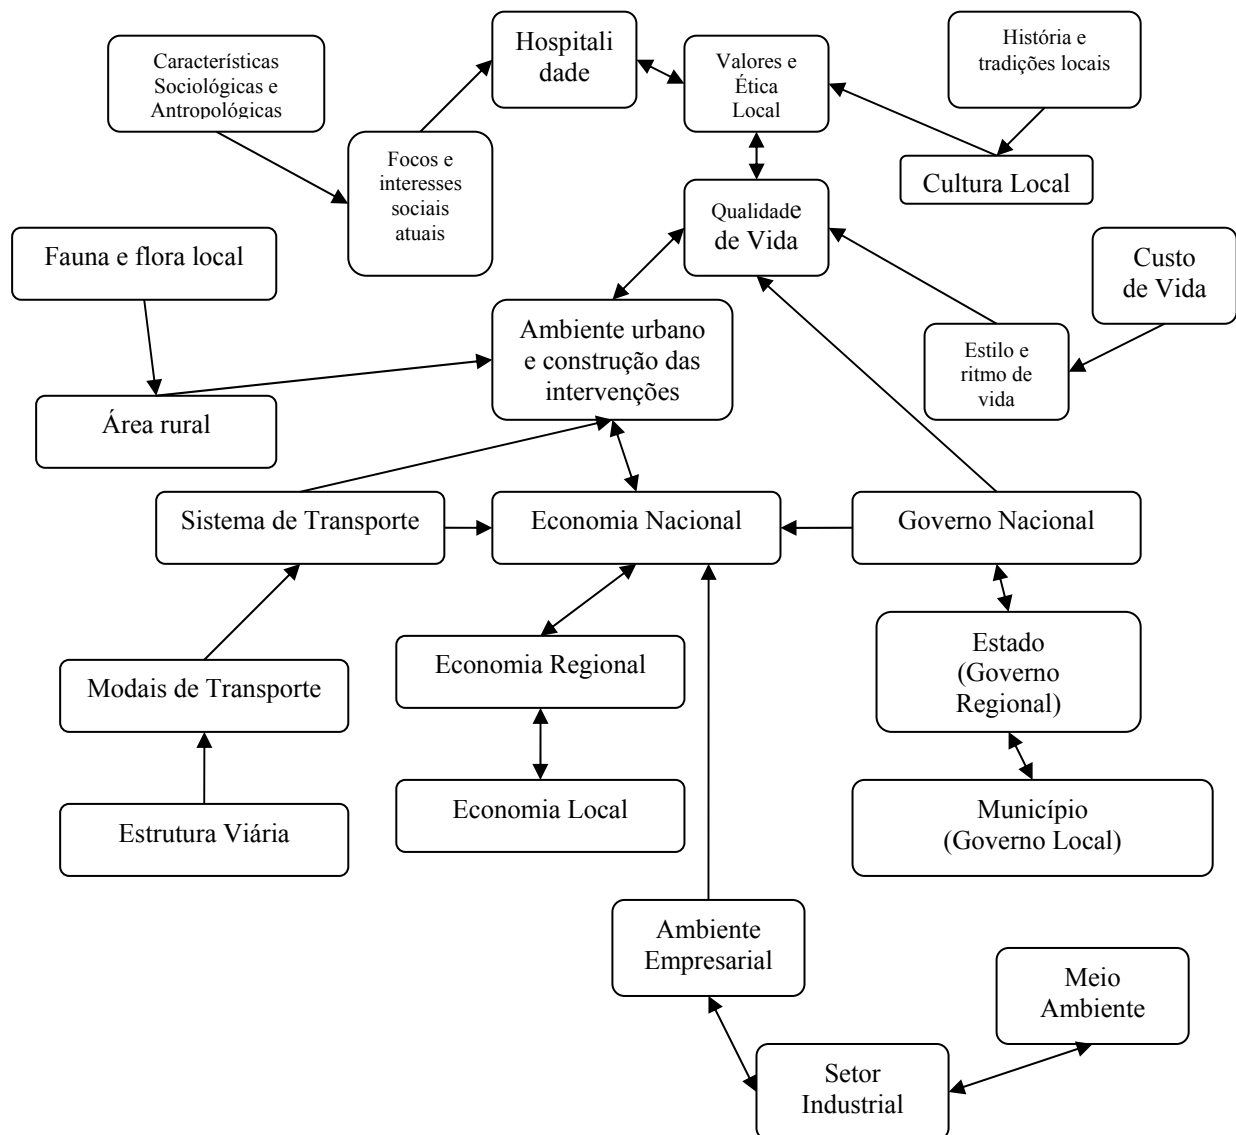 Hospitali
dade
Características
Sociológicas e
Antropológicas
Valores e
Ética
Local
História e
tradições locais
Focos e
interesses
sociais
atuais
Cultura Local
Qualidade
de Vida
Fauna e flora local
Custo
de Vida
Ambiente urbano
e construção das
intervenções
Estilo e
ritmo de
vida
Área rural
Sistema de Transporte
Economia Nacional
Governo Nacional
Economia Regional
Estado
(Governo
Regional)
Modais de Transporte
Economia Local
Município
(Governo Local)
Estrutura Viária
Ambiente
Empresarial
Meio
Ambiente
Setor
Industrial